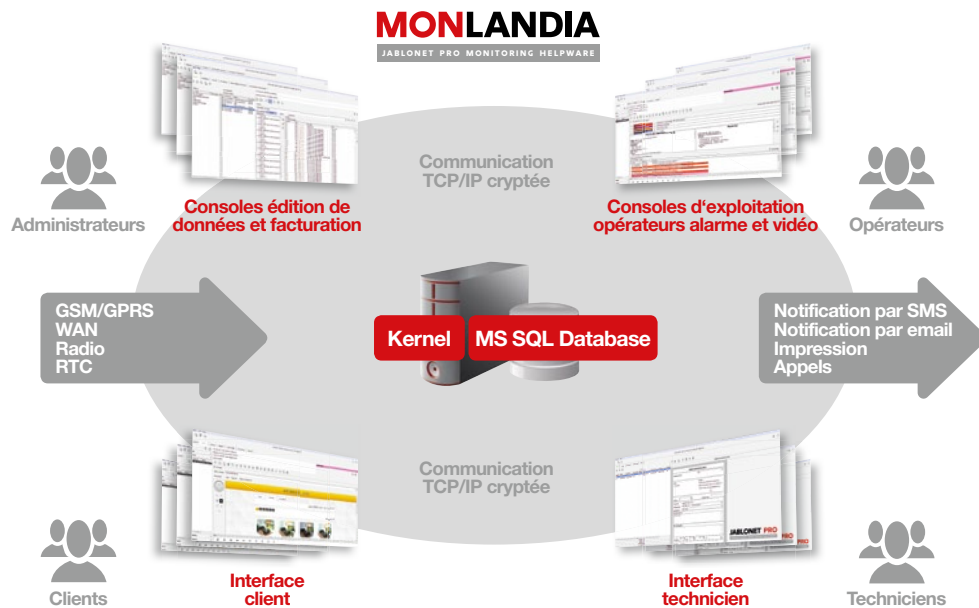 MONLANDIA
JABLONET PRO MONITORING HELPWARE
Communication
TCP/IP cryptée
Administrateurs
Consoles édition de
données et facturation
Consoles d'exploitation
opérateurs alarme et vidéo
Opérateurs
GSM/GPRS
WAN
Radio
RTC
Kernel
MS SQL Database
Notification par SMS
Notification par email
Impression
Appels
Communication
TCP/IP cryptée
JABLONET PRO
Clients
Interface
client
Interface
technicien
Techniciens